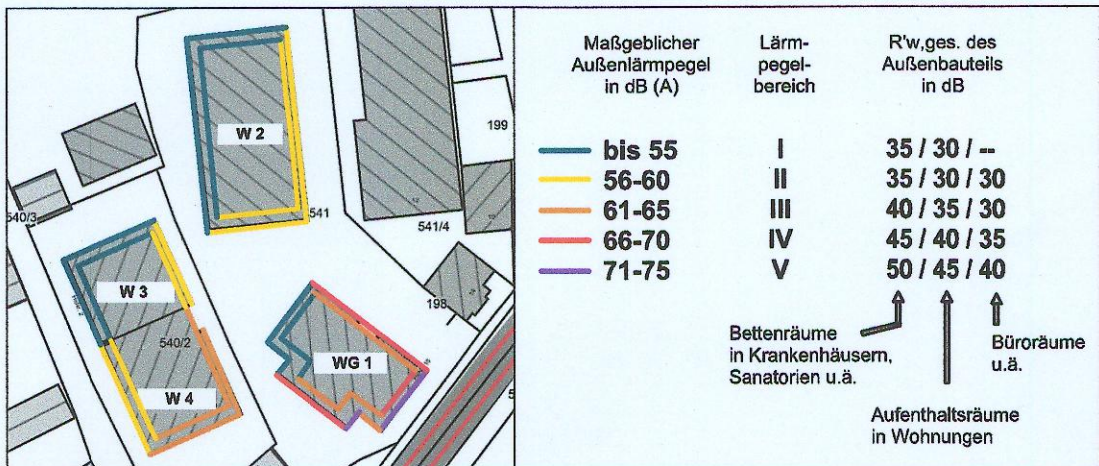 W 2
199
541
541/4
540/3
W 3
198
540/2
WG 1
W 4
Maßgeblicher Außenlärmpegel in dB (A)
Lärm-pegel-bereich
R'w,ges. des Außenbauteils in dB
bis 55 I 35 / 30 / --
56-60 II 35 / 30 / 30
61-65 III 40 / 35 / 30
66-70 IV 45 / 40 / 35
71-75 V 50 / 45 / 40
Bettenräume
in Krankenhäusern,
Sanatorien u.ä.
Büroräume
u.ä.
Aufenthaltsräume
in Wohnungen